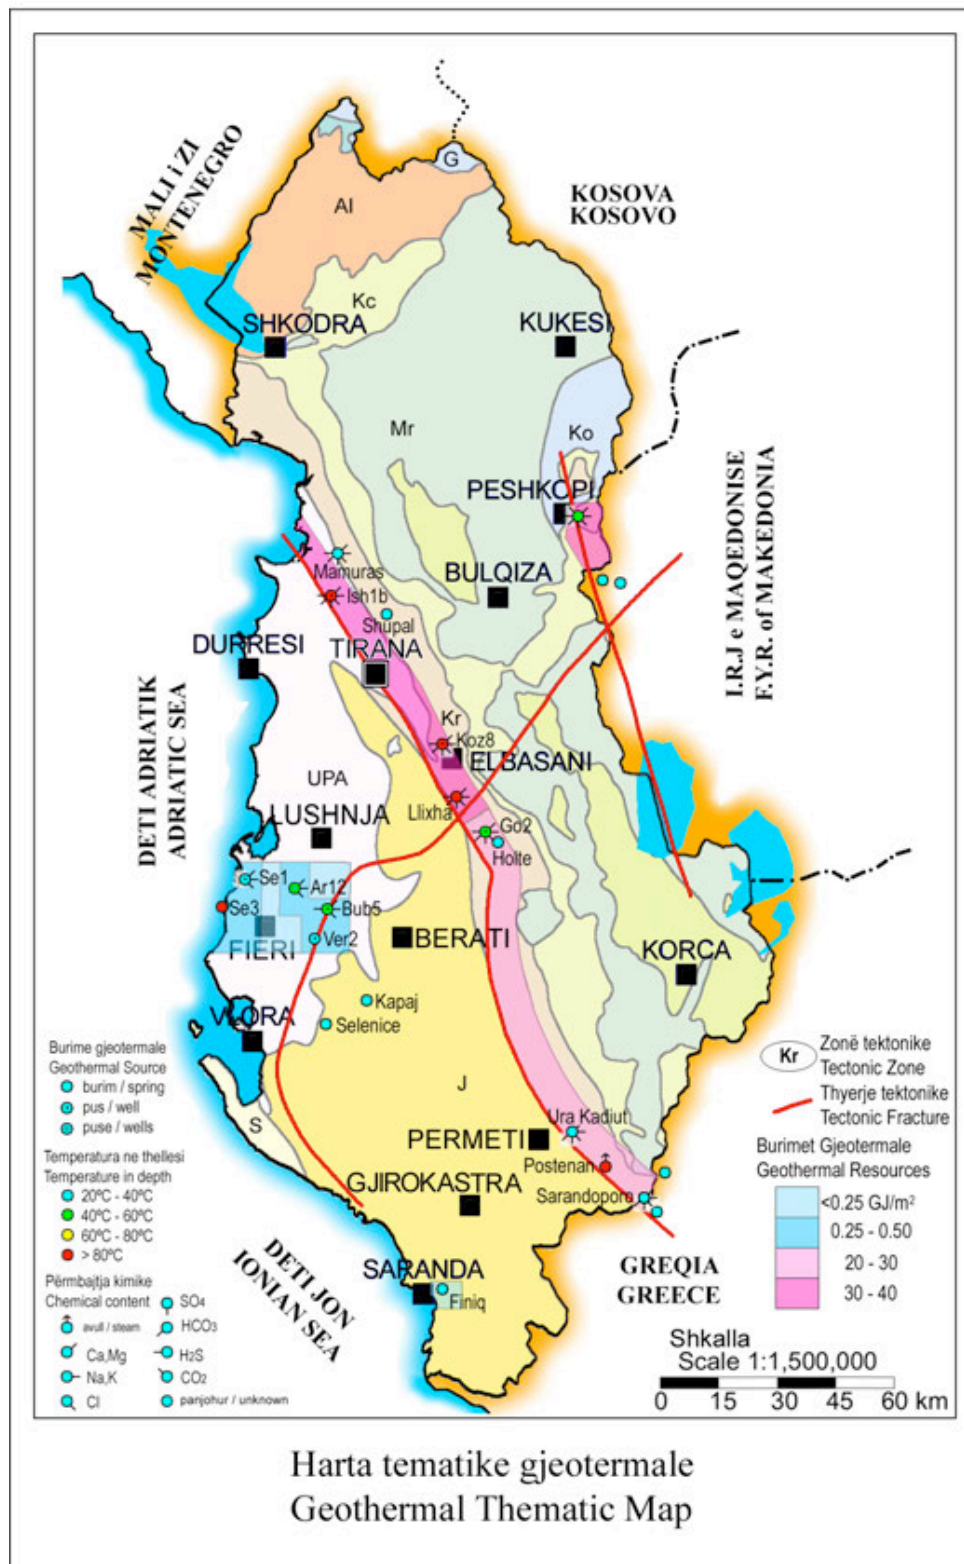 MALI i ZI
MONTENEGRO
KOSOVA
KOSOVO
G
Al
Kc
SHKODRA
KUKESI
Mr
Ko
PESHKOPI
I.R.J e MAQEDONISE
F.Y.R. of MAKEDONIA
Mamuras
Ish1b
BULQIZA
Shupal
DURRESI
TIRANA
DETI ADRIATIK
ADRIATIC SEA
Kr
Koz8
ELBASANI
UPA
Llixha
LUSHNJA
Go2
Holte
Se1
Ar12
Se3
Bub5
FIERI
Ver2
BERATI
KORCA
Kapaj
Selenice
VLORA
J
S
Ura Kadiut
PERMETI
Postenan
GJIROKASTRA
Sarandoporo
DETI JON
IONIAN SEA
SARANDA
Finiq
GREQIA
GREECE
Burime gjeotermale
Geothermal Source
burim / spring
pus / well
puse / wells
Temperatura ne thellesi
Temperature in depth
20ºC - 40ºC
40ºC - 60ºC
60ºC - 80ºC
> 80ºC
Përmbajtja kimike
Chemical content
SO4
avull / steam
HCO3
Ca,Mg
H2S
Na,K
CO2
Cl
panjohur / unknown
Kr
Zonë tektonike
Tectonic Zone
Thyerje tektonike
Tectonic Fracture
Burimet Gjeotermale
Geothermal Resources
<0.25 GJ/m²
0.25 - 0.50
20 - 30
30 - 40
Shkalla
Scale 1:1,500,000
0 15 30 45 60 km
Harta tematike gjeotermale
Geothermal Thematic Map